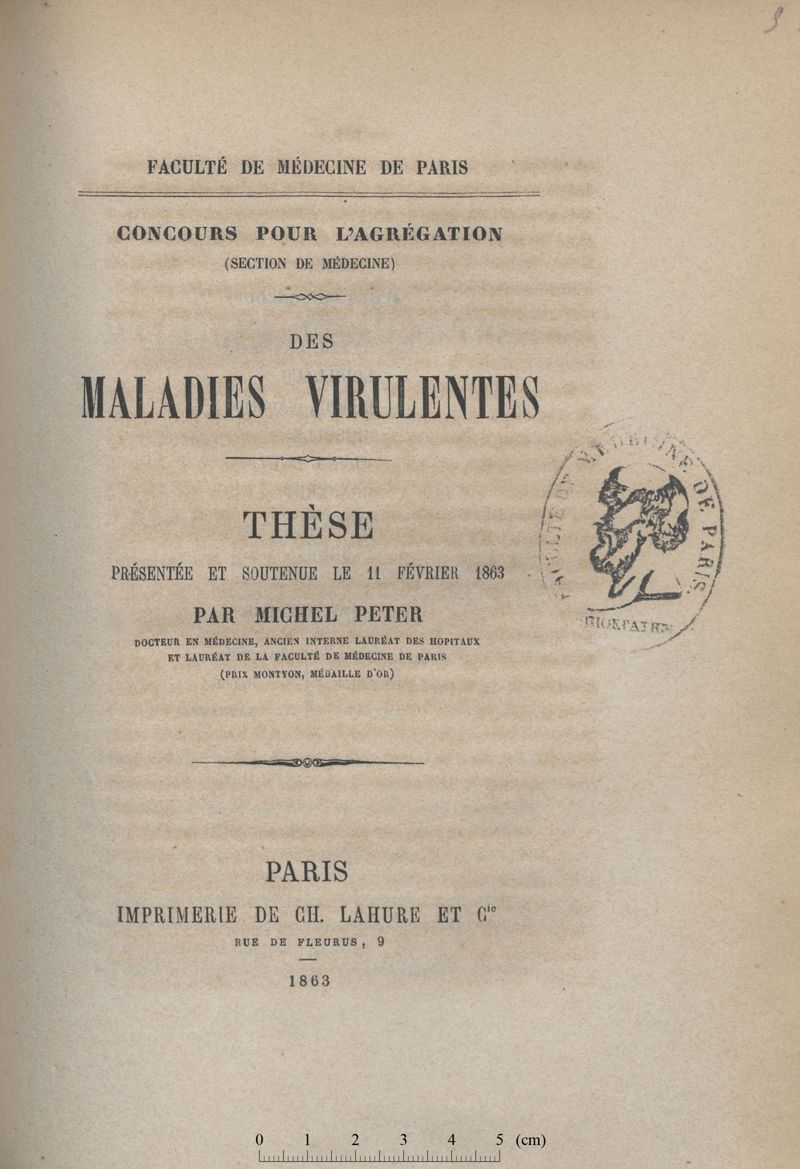 FACULTÉ DE MÉDECINE DE PARIS
CONCOURS POUR L'AGRÉGATION
(SECTION DE MÉDECINE)
DES
MALADIES VIRULENTES
THÈSE
PRÉSENTÉE ET SOUTENUE LE 11 FÉVRIER 1863
PAR MICHEL PETER
DOCTEUR EN MÉDECINE, ANCIEN INTERNE LAURÉAT DES HOPITAUX
ET LAURÉAT DE LA FACULTÉ DE MÉDECINE DE PARIS
(PRIX MONTYON, MÉDAILLE D'OR)
MEDECINE DE PARIS
PARIS
IMPRIMERIE DE CH. LAHURE ET Cie
RUE DE FLEURUS, 9
1863
0 1 2 3 4 5 (cm)